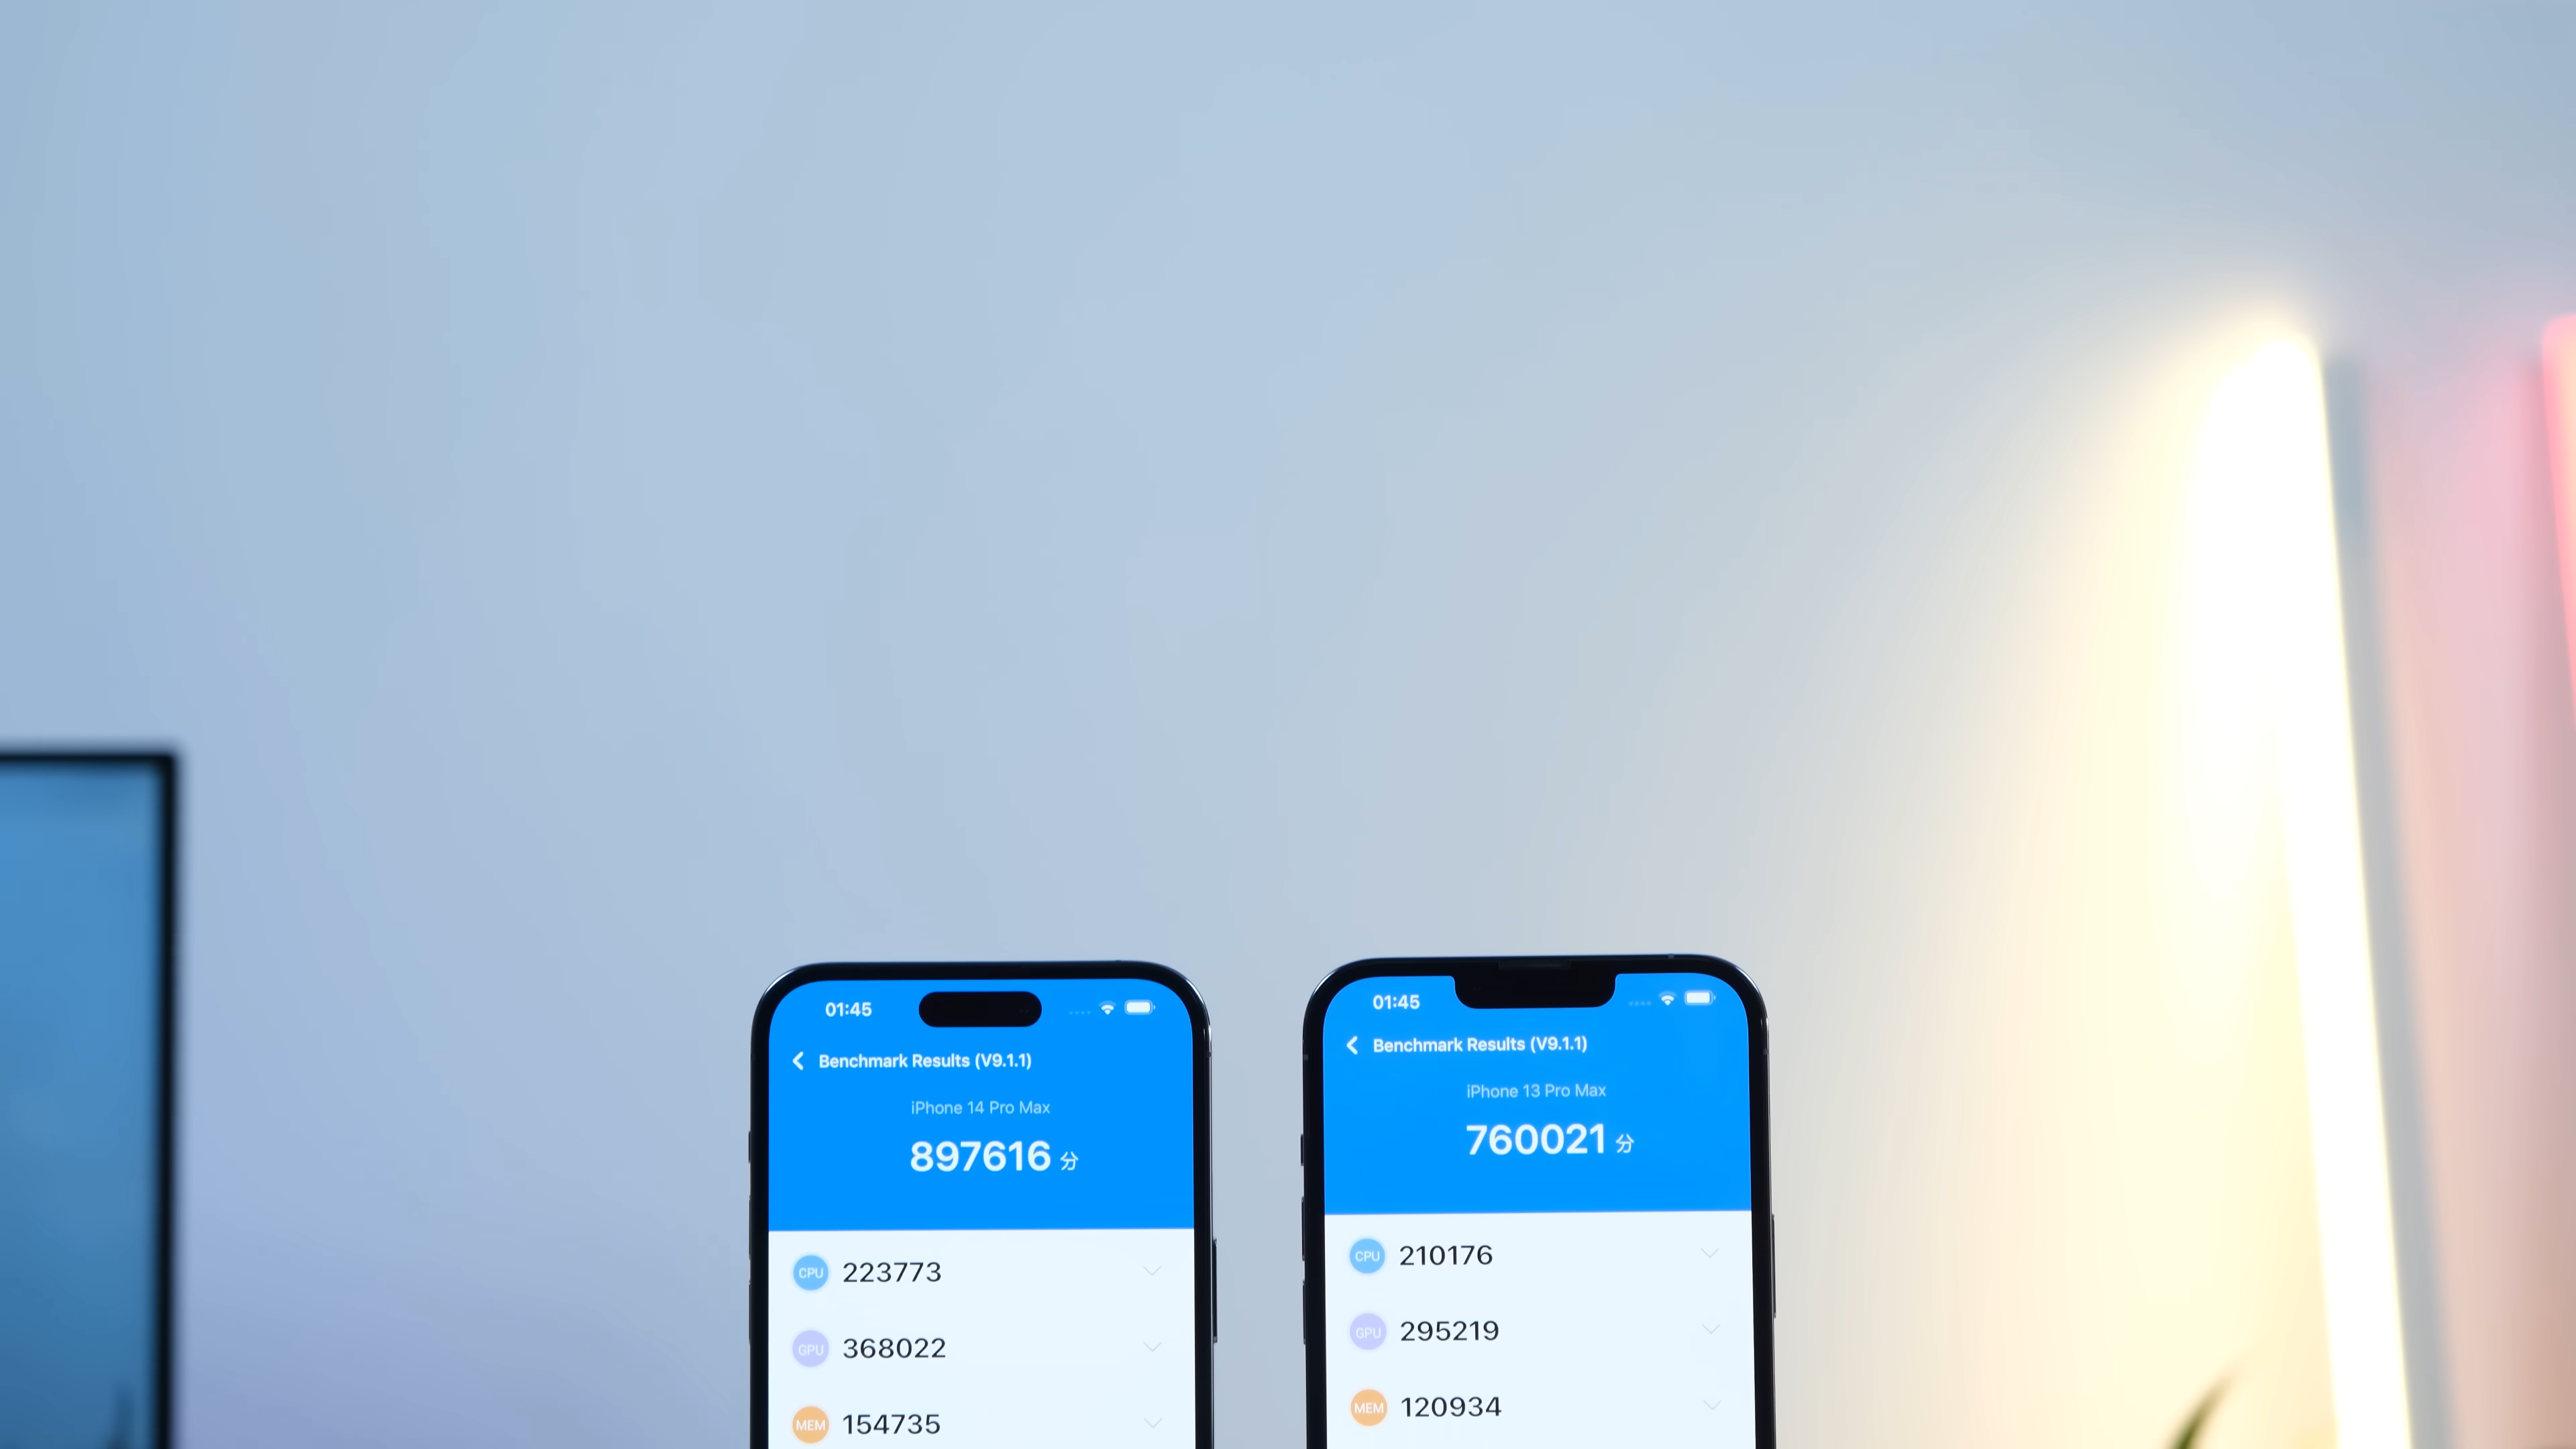 01:45
Benchmark Results (V9.1.1)
iPhone 14 Pro Max
897616 分
CPU 223773
GPU 368022
MEM 154735
01:45
Benchmark Results (V9.1.1)
iPhone 13 Pro Max
760021 分
CPU 210176
GPU 295219
MEM 120934